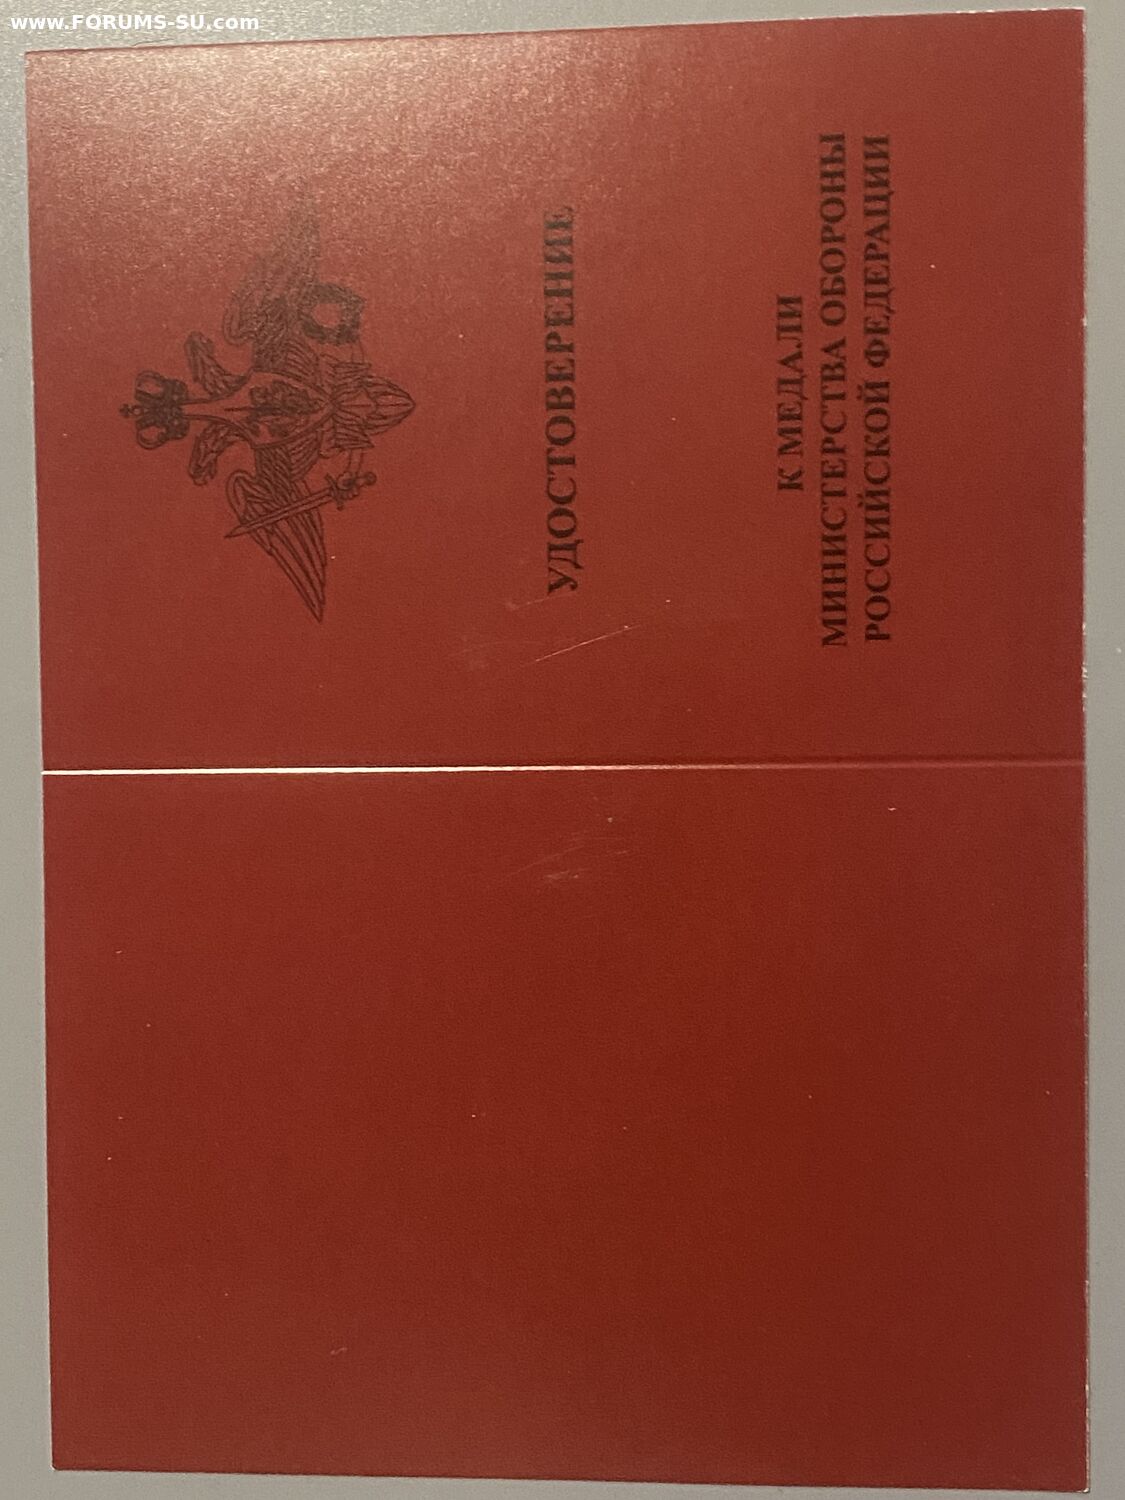 www.FORUMS-SU.com
УДОСТОВЕРЕНИЕ
К МЕДАЛИ
МИНИСТЕРСТВА ОБОРОНЫ
РОССИЙСКОЙ ФЕДЕРАЦИИ